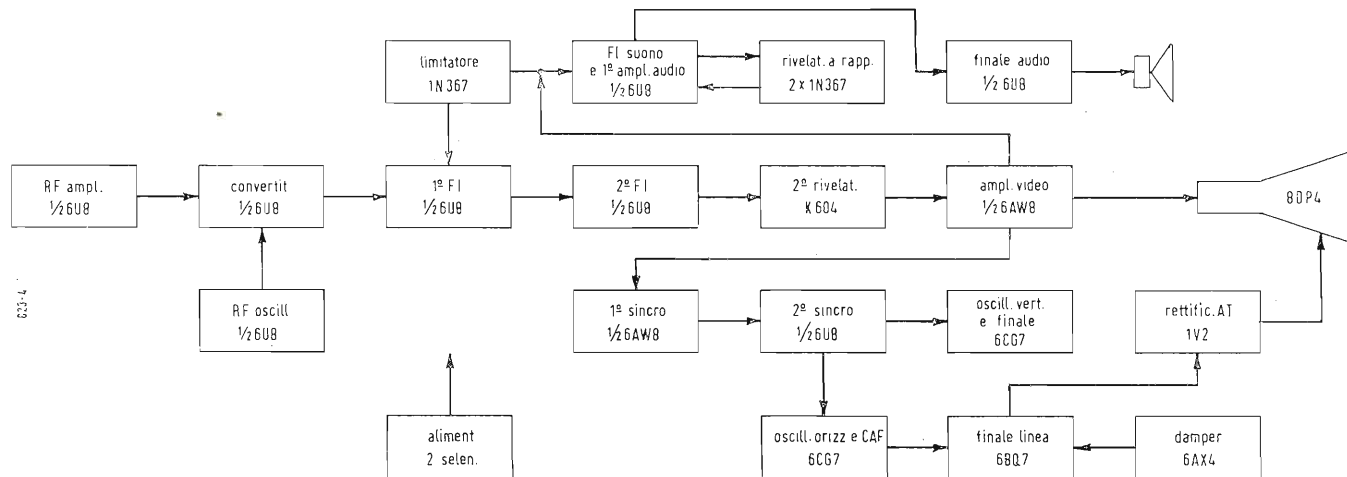 limitatore
1N367
FI suono
e 1º ampl. audio
½ 6U8
rivelat. a rapp.
2 x 1N367
finale audio
½ 6U8
RF ampl.
½ 6U8
convertit
½ 6U8
1º FI
½ 6U8
2º FI
½ 6U8
2º rivelat.
K604
ampl. video
½ 6AW8
8DP4
RF oscill
½ 6U8
1º sincro
½ 6AW8
2º sincro
½ 6U8
oscill. vert.
e finale
6CG7
rettific. AT
1V2
aliment
2 selen.
oscill. orizz e CAF
6CG7
finale linea
6BQ7
damper
6AX4
623-4